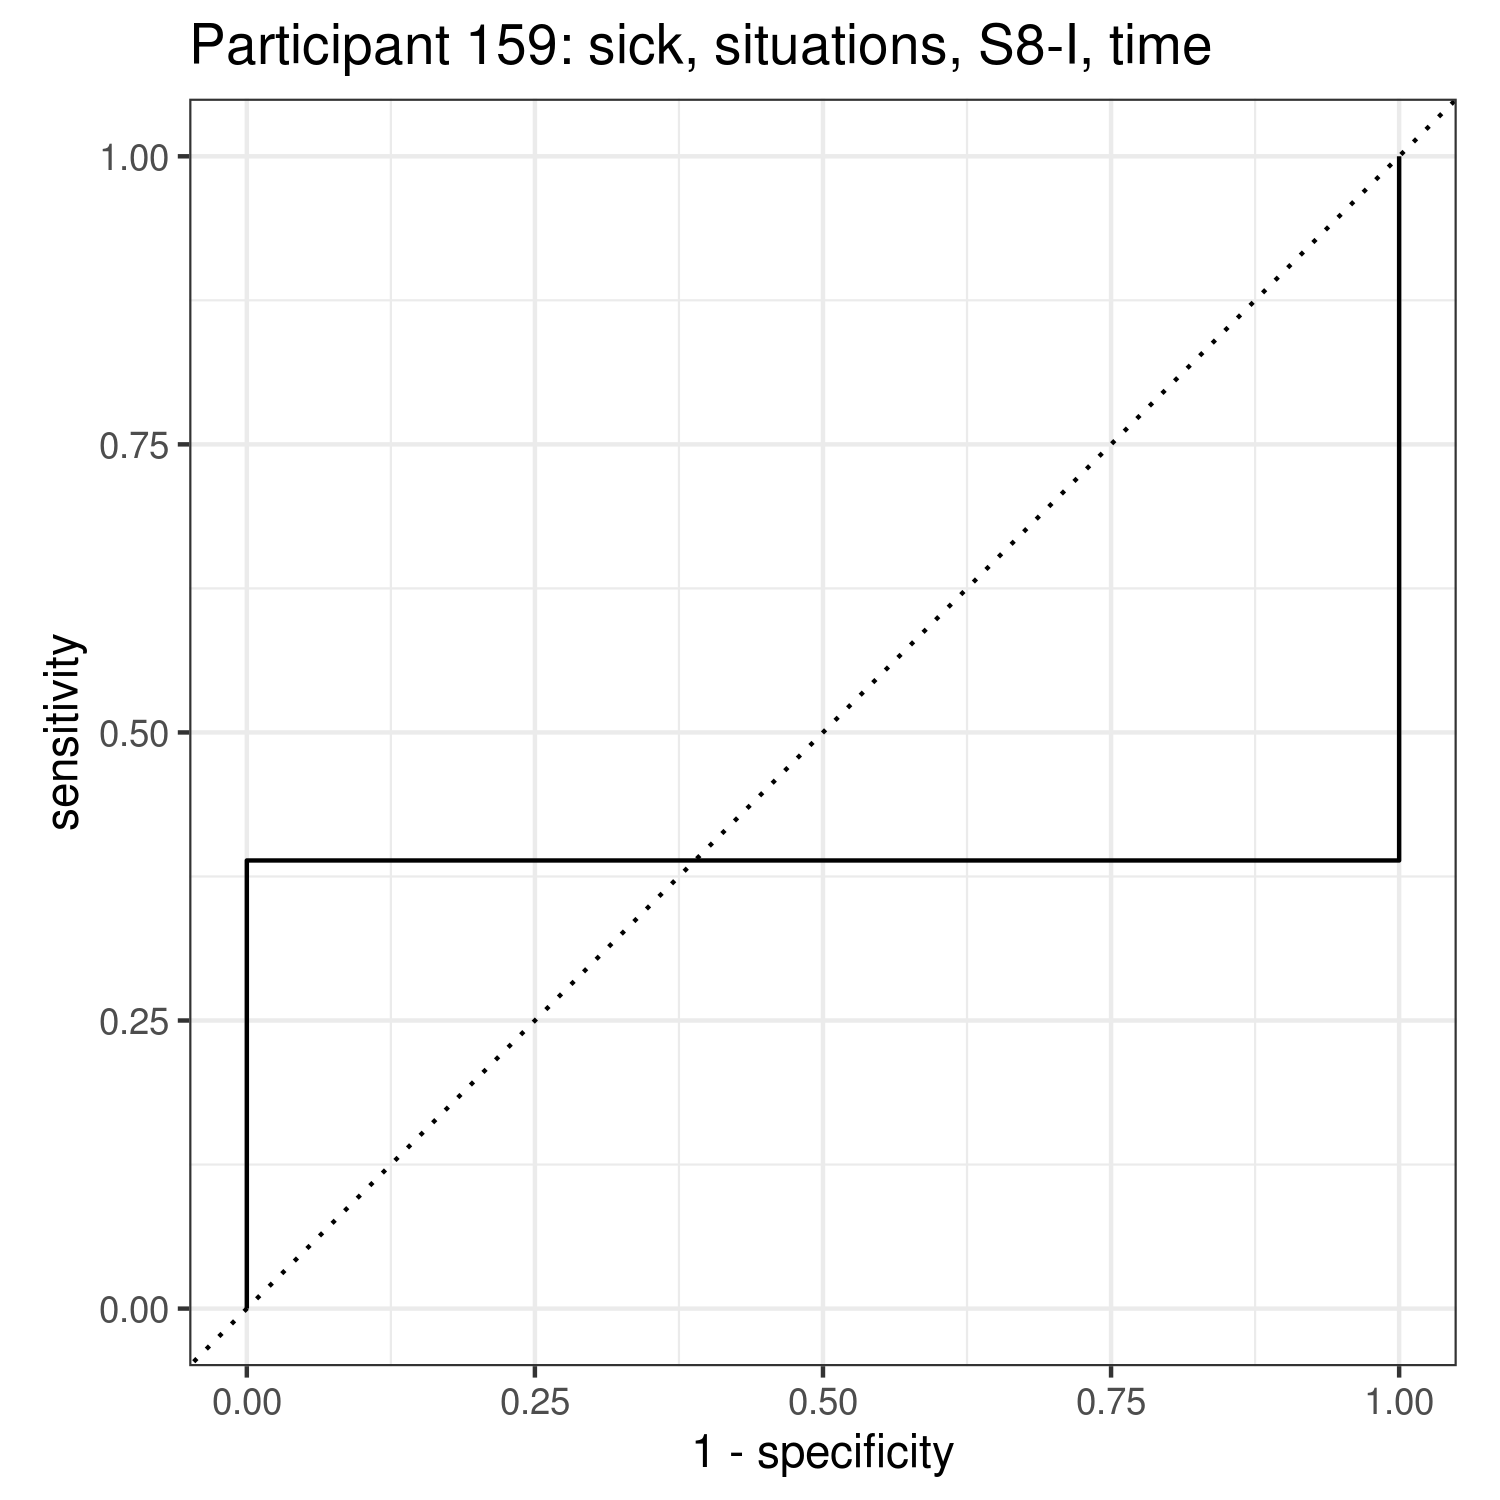 Participant 159: sick, situations, S8-I, time
1.00
0.75
0.50
0.25
0.00
sensitivity
0.00 0.25 0.50 0.75 1.00
1 - specificity